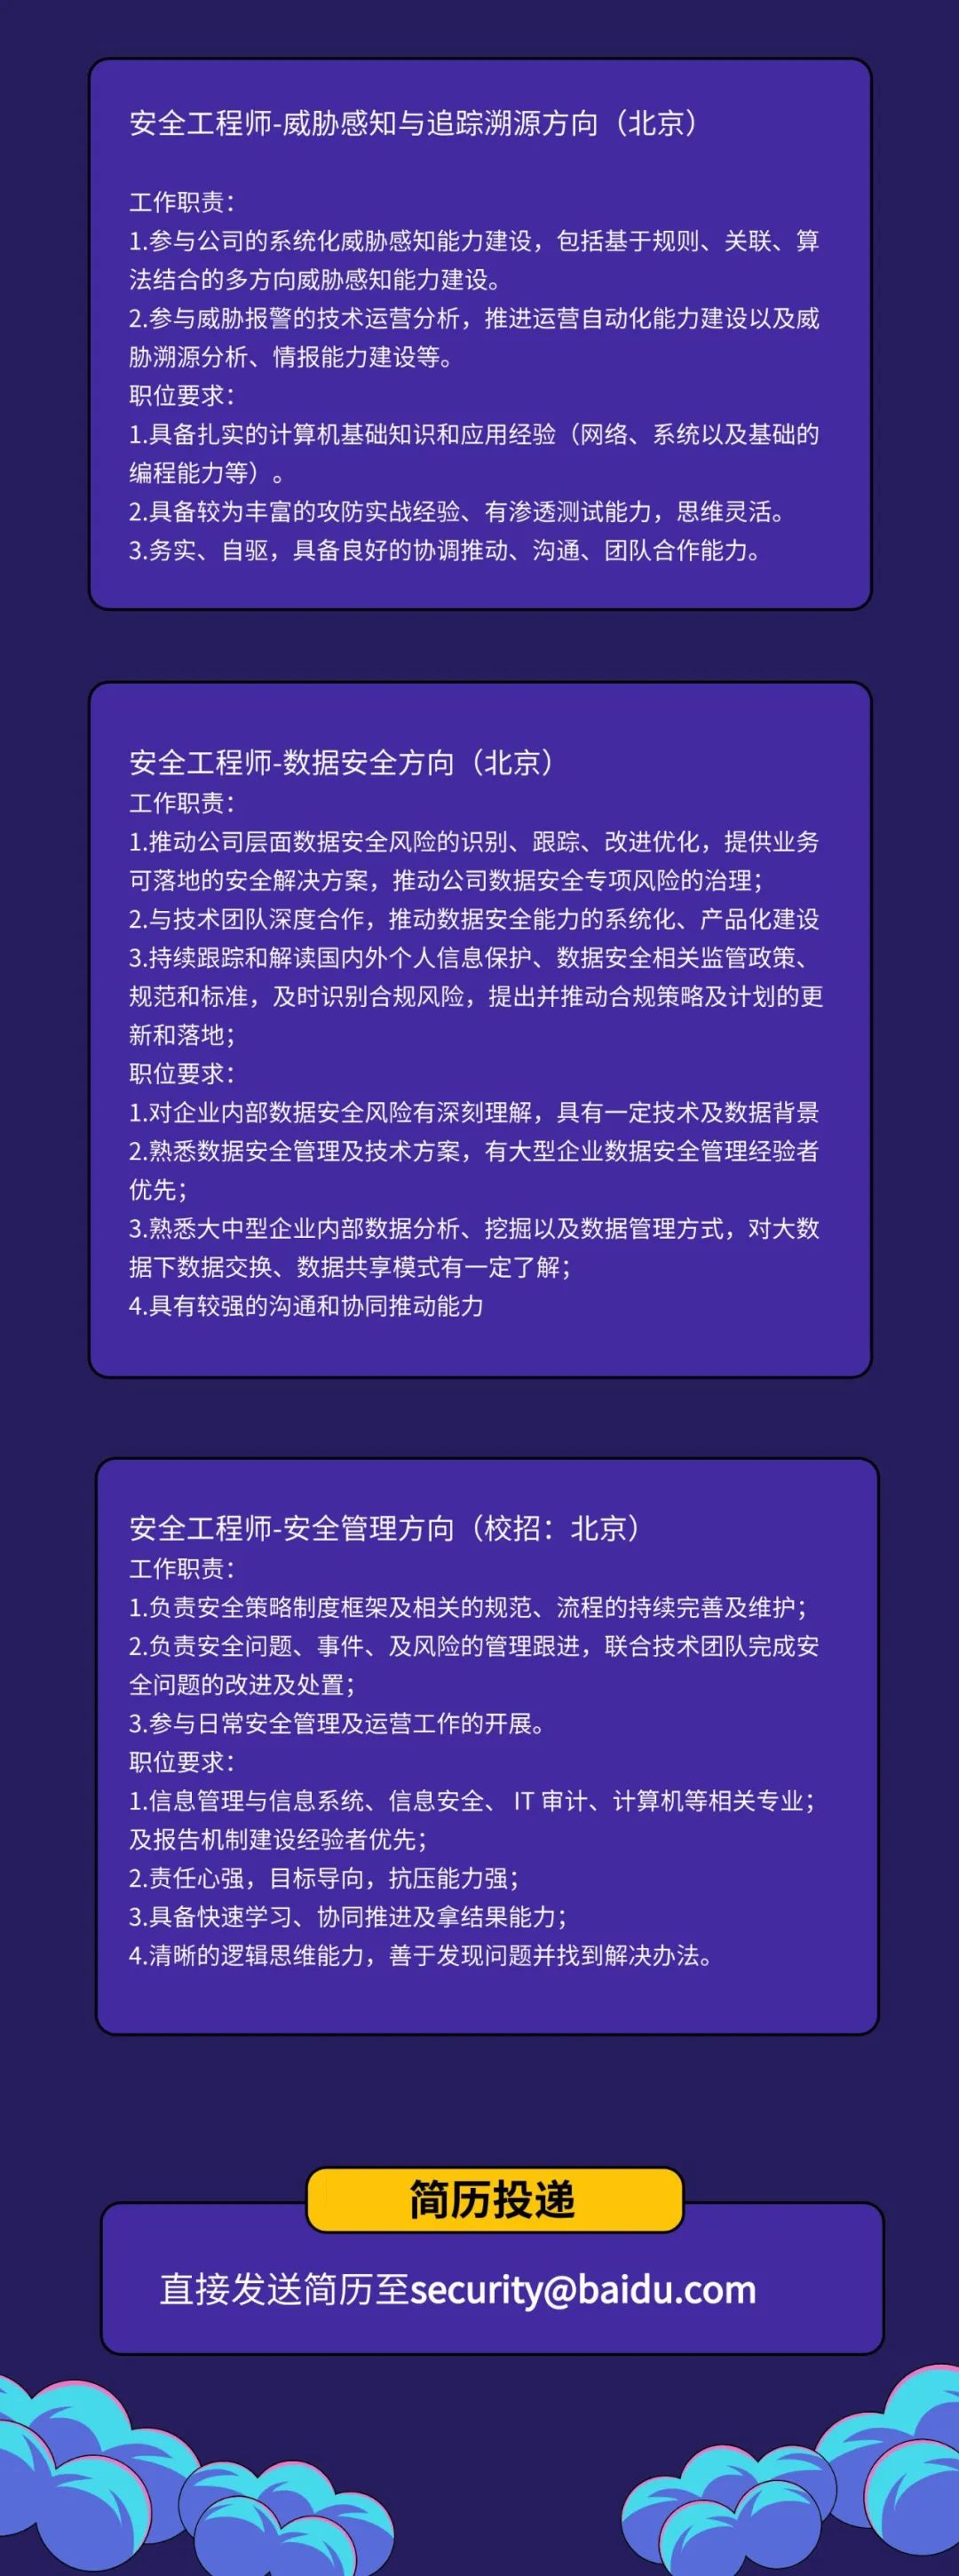 安全工程师-威胁感知与追踪溯源方向（北京）
工作职责：
1.参与公司的系统化威胁感知能力建设，包括基于规则、关联、算
法结合的多方向威胁感知能力建设。
2.参与威胁报警的技术运营分析，推进运营自动化能力建设以及威
胁溯源分析、情报能力建设等。
职位要求：
1.具备扎实的计算机基础知识和应用经验（网络、系统以及基础的
编程能力等）。
2.具备较为丰富的攻防实战经验、有渗透测试能力，思维灵活。
3.务实、自驱，具备良好的协调推动、沟通、团队合作能力。
安全工程师-数据安全方向（北京）
工作职责：
1.推动公司层面数据安全风险的识别、跟踪、改进优化，提供业务
可落地的安全解决方案，推动公司数据安全专项风险的治理；
2.与技术团队深度合作，推动数据安全能力的系统化、产品化建设
3.持续跟踪和解读国内外个人信息保护、数据安全相关监管政策、
规范和标准，及时识别合规风险，提出并推动合规策略及计划的更
新和落地；
职位要求：
1.对企业内部数据安全风险有深刻理解，具有一定技术及数据背景
2.熟悉数据安全管理及技术方案，有大型企业数据安全管理经验者
优先；
3.熟悉大中型企业内部数据分析、挖掘以及数据管理方式，对大数
据下数据交换、数据共享模式有一定了解；
4.具有较强的沟通和协同推动能力
安全工程师-安全管理方向（校招：北京）
工作职责：
1.负责安全策略制度框架及相关的规范、流程的持续完善及维护；
2.负责安全问题、事件、及风险的管理跟进，联合技术团队完成安
全问题的改进及处置；
3.参与日常安全管理及运营工作的开展。
职位要求：
1.信息管理与信息系统、信息安全、 IT 审计、计算机等相关专业；
及报告机制建设经验者优先；
2.责任心强，目标导向，抗压能力强；
3.具备快速学习、协同推进及拿结果能力；
4.清晰的逻辑思维能力，善于发现问题并找到解决办法。
简历投递
直接发送简历至security@baidu.com